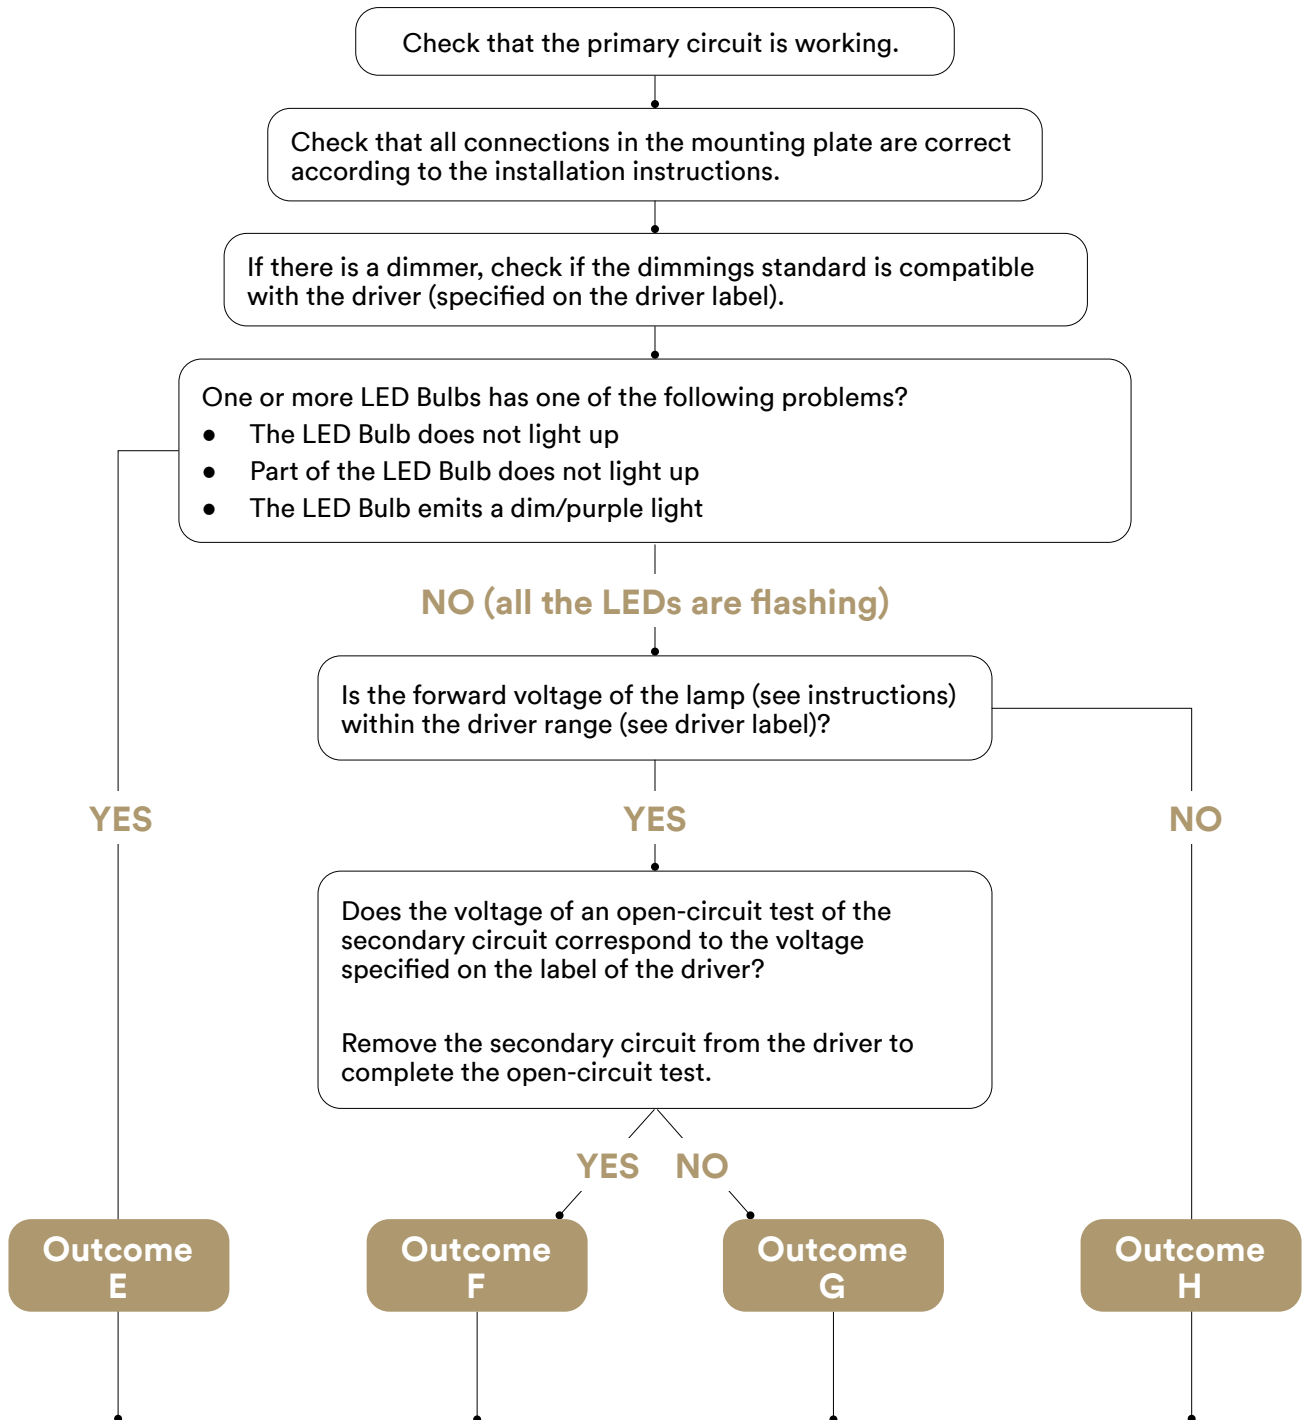 Check that the primary circuit is working.
Check that all connections in the mounting plate are correct
according to the installation instructions.
If there is a dimmer, check if the dimmings standard is compatible
with the driver (specified on the driver label).
One or more LED Bulbs has one of the following problems?
● The LED Bulb does not light up
● Part of the LED Bulb does not light up
● The LED Bulb emits a dim/purple light
NO (all the LEDs are flashing)
Is the forward voltage of the lamp (see instructions)
within the driver range (see driver label)?
YES
YES
NO
Does the voltage of an open-circuit test of the
secondary circuit correspond to the voltage
specified on the label of the driver?
Remove the secondary circuit from the driver to
complete the open-circuit test.
YES
NO
Outcome
E
Outcome
F
Outcome
G
Outcome
H